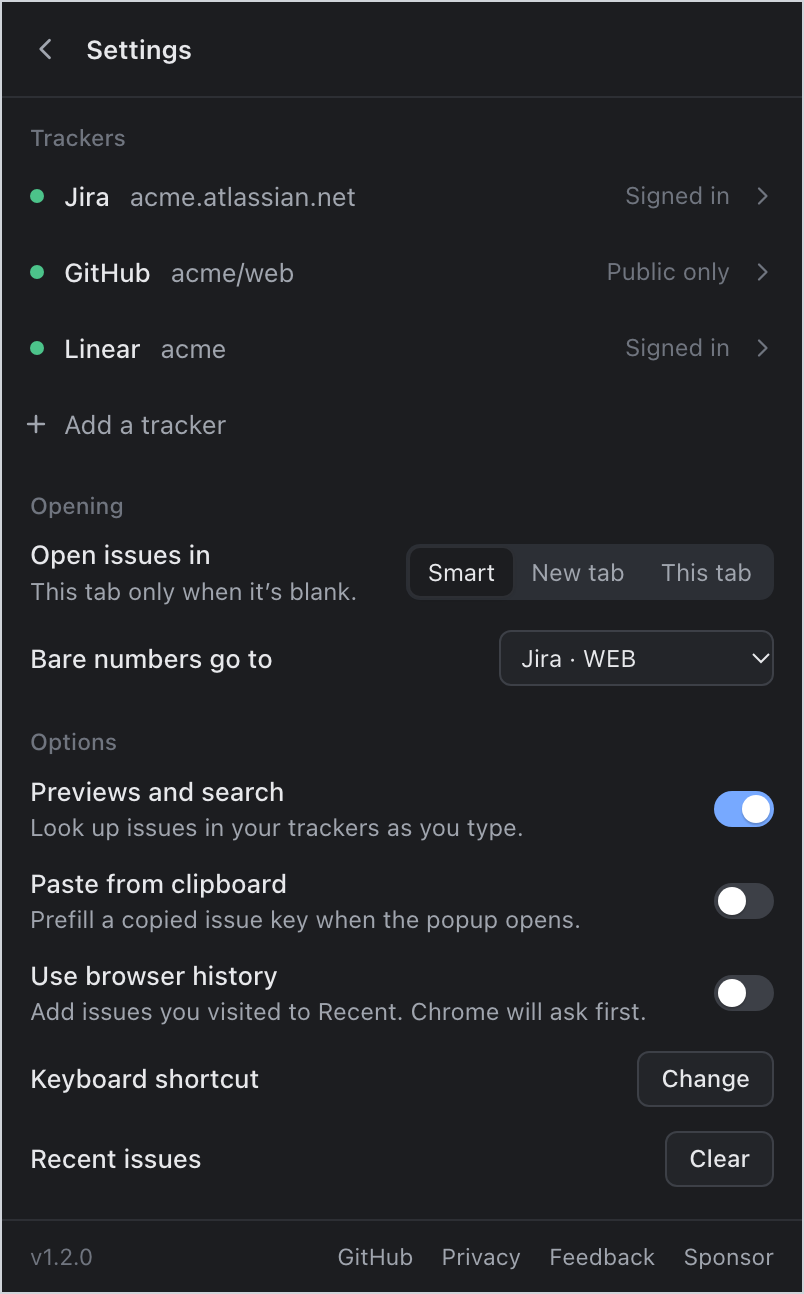 Settings
Trackers
Jira acme.atlassian.net Signed in
GitHub acme/web Public only
Linear acme Signed in
+ Add a tracker
Opening
Open issues in
This tab only when it’s blank.
Smart New tab This tab
Bare numbers go to Jira · WEB
Options
Previews and search
Look up issues in your trackers as you type.
Paste from clipboard
Prefill a copied issue key when the popup opens.
Use browser history
Add issues you visited to Recent. Chrome will ask first.
Keyboard shortcut Change
Recent issues Clear
v1.2.0 GitHub Privacy Feedback Sponsor